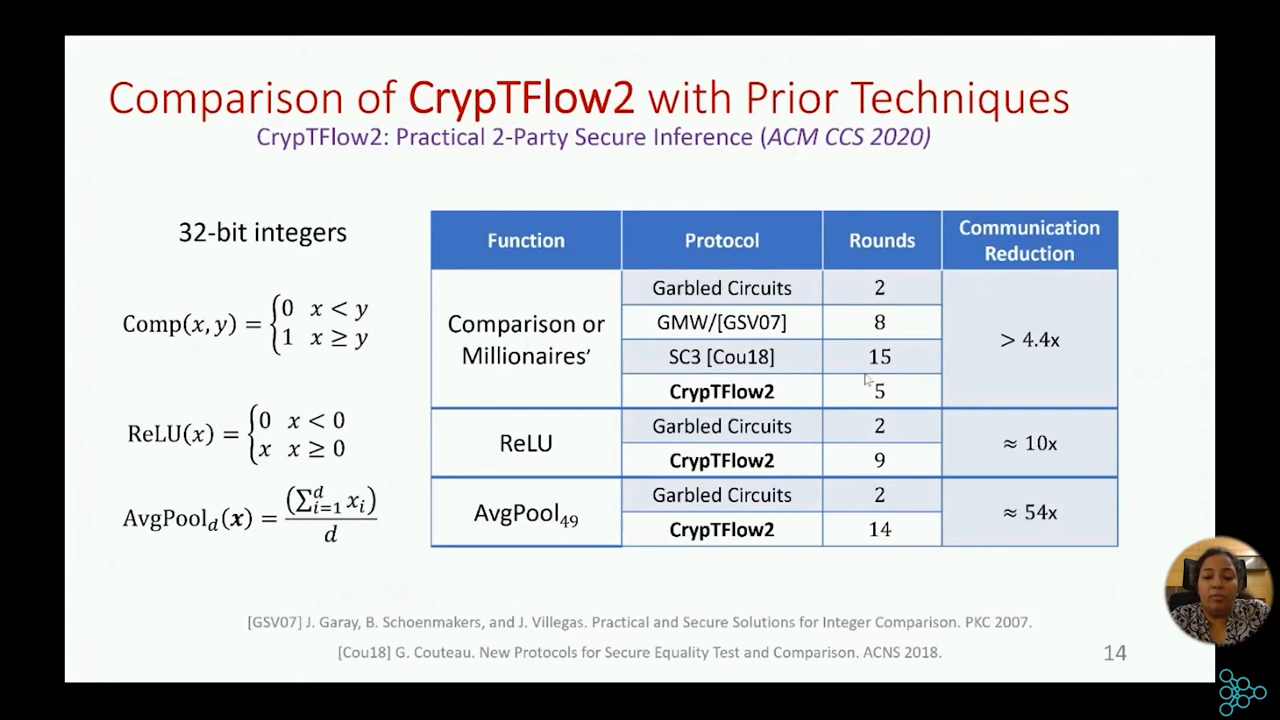 Comparison of CrypTFlow2 with Prior Techniques
CrypTFlow2: Practical 2-Party Secure Inference (ACM CCS 2020)
32-bit integers
Comp(x, y) = {0 x < y
1 x ≥ y
ReLU(x) = {0 x < 0
x x ≥ 0
AvgPool_d(x) = (∑_{i=1}^{d} x_i) / d
Function Protocol Rounds Communication Reduction
Comparison or Millionaires’
Garbled Circuits 2
GMW/[GSV07] 8
SC3 [Cou18] 15
CrypTFlow2 5
> 4.4x
ReLU
Garbled Circuits 2
CrypTFlow2 9
≈ 10x
AvgPool₄₉
Garbled Circuits 2
CrypTFlow2 14
≈ 54x
[GSV07] J. Garay, B. Schoenmakers, and J. Villegas. Practical and Secure Solutions for Integer Comparison. PKC 2007.
[Cou18] G. Couteau. New Protocols for Secure Equality Test and Comparison. ACNS 2018.
14